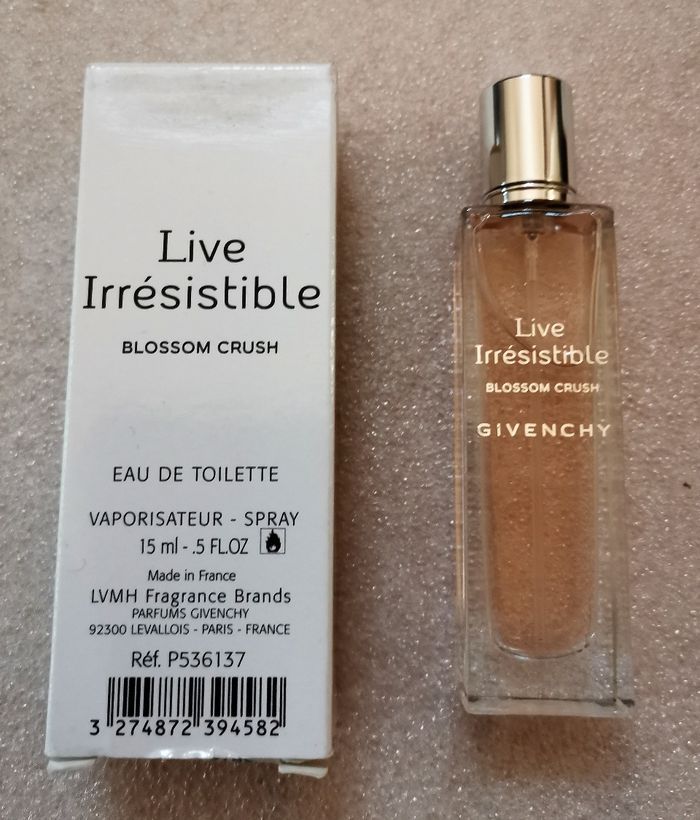 Live
Irrésistible
BLOSSOM CRUSH
EAU DE TOILETTE
VAPORISATEUR - SPRAY
15 ml - .5 FL.OZ
Made in France
LVMH Fragrance Brands
PARFUMS GIVENCHY
92300 LEVALLOIS - PARIS - FRANCE
Réf. P536137
3 274872 394582
Live
Irrésistible
BLOSSOM CRUSH
GIVENCHY